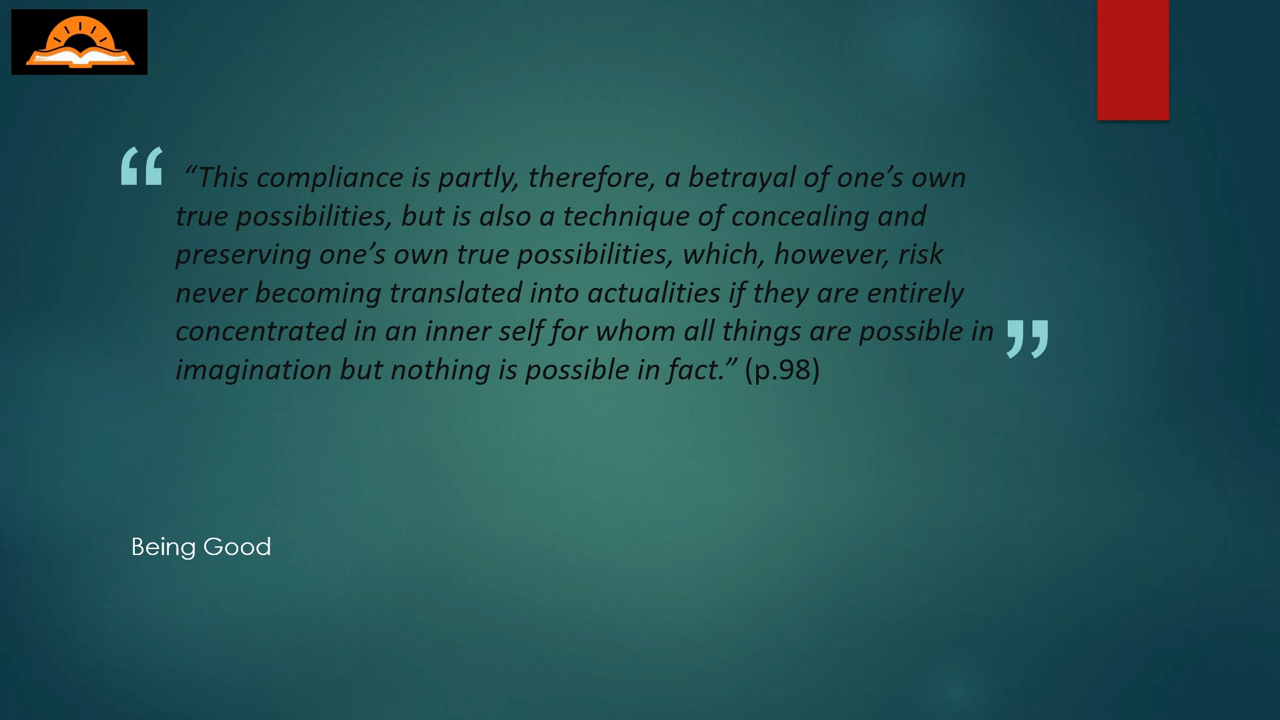 “This compliance is partly, therefore, a betrayal of one’s own
true possibilities, but is also a technique of concealing and
preserving one’s own true possibilities, which, however, risk
never becoming translated into actualities if they are entirely
concentrated in an inner self for whom all things are possible in
imagination but nothing is possible in fact.” (p.98)
Being Good